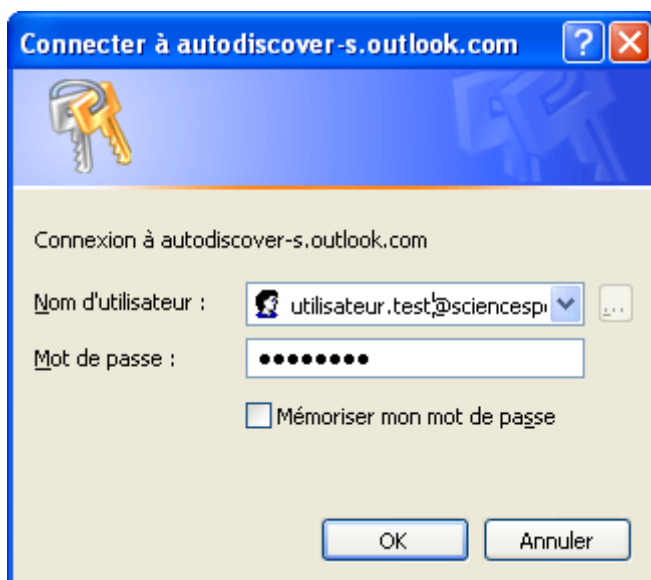 Connecter à autodiscover-s.outlook.com
Connexion à autodiscover-s.outlook.com
Nom d'utilisateur :
utilisateur.test@sciencesp
...
Mot de passe :
••••••••
Mémoriser mon mot de passe
OK
Annuler